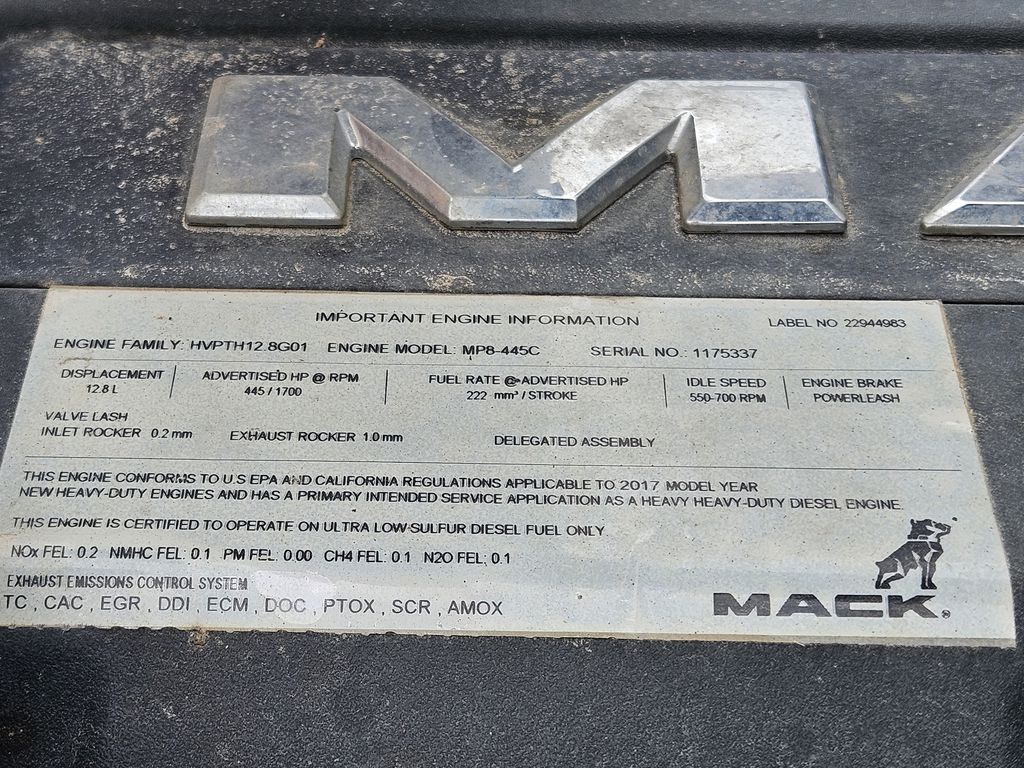 MA
IMPORTANT ENGINE INFORMATION LABEL NO 22944983
ENGINE FAMILY: HVPTH12.8G01 ENGINE MODEL: MP8-445C SERIAL NO.: 1175337
DISPLACEMENT ADVERTISED HP @ RPM FUEL RATE @ ADVERTISED HP IDLE SPEED ENGINE BRAKE
12.8 L 445 / 1700 222 mm³ / STROKE 550-700 RPM POWERLEASH
VALVE LASH
INLET ROCKER 0.2 mm EXHAUST ROCKER 1.0 mm DELEGATED ASSEMBLY
THIS ENGINE CONFORMS TO U.S EPA AND CALIFORNIA REGULATIONS APPLICABLE TO 2017 MODEL YEAR
NEW HEAVY-DUTY ENGINES AND HAS A PRIMARY INTENDED SERVICE APPLICATION AS A HEAVY HEAVY-DUTY DIESEL ENGINE.
THIS ENGINE IS CERTIFIED TO OPERATE ON ULTRA LOW SULFUR DIESEL FUEL ONLY
NOx FEL: 0.2 NMHC FEL: 0.1 PM FEL: 0.00 CH4 FEL: 0.1 N2O FEL: 0.1
EXHAUST EMISSIONS CONTROL SYSTEM
TC , CAC , EGR , DDI , ECM , DOC , PTOX , SCR , AMOX
MACK®